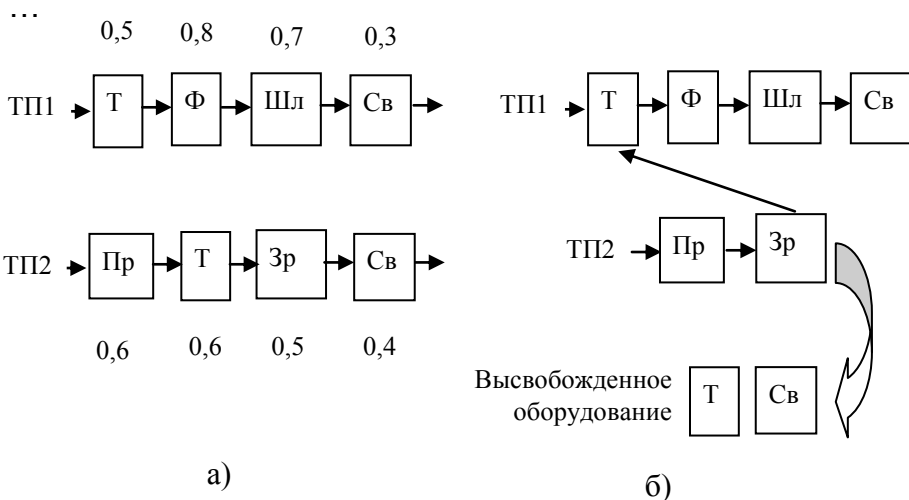 …
0,5 0,8 0,7 0,3
ТП1 Т Ф Шл Св
ТП2 Пр Т Зр Св
0,6 0,6 0,5 0,4
а)
ТП1 Т Ф Шл Св
ТП2 Пр Зр
Высвобожденное
оборудование Т Св
б)